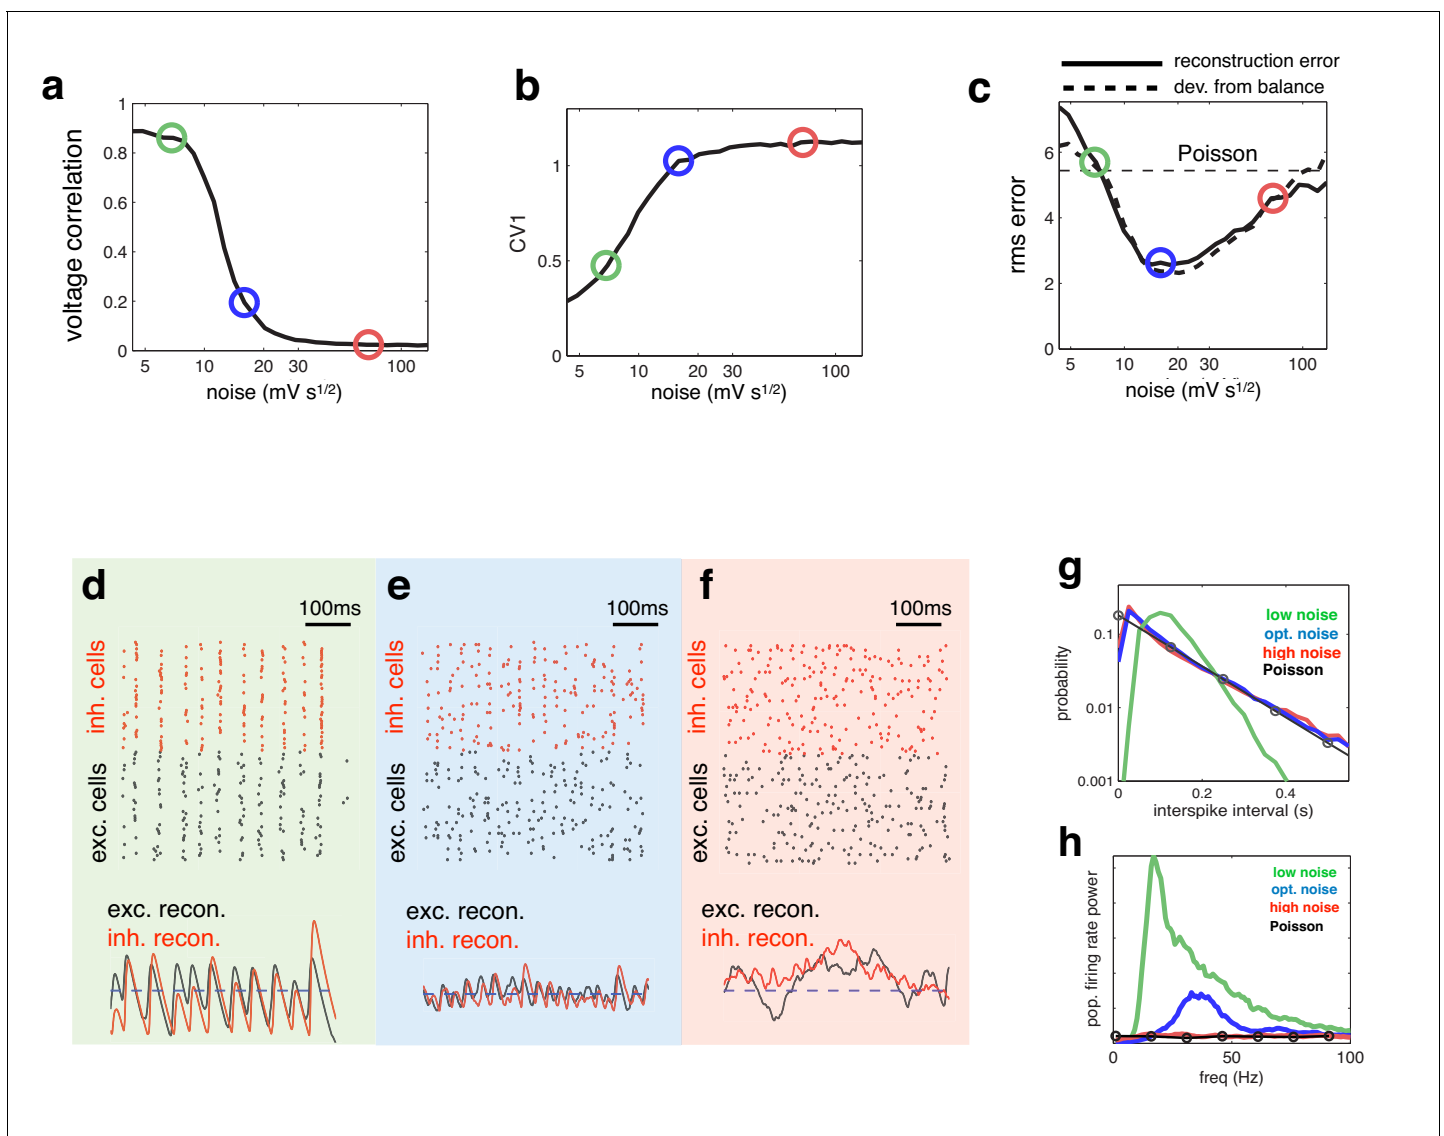 a
voltage correlation
1
0.8
0.6
0.4
0.2
0
5
10
20
30
100
noise (mV s1/2)
b
CV1
1
0.5
0
5
10
20
30
100
noise (mV s1/2)
reconstruction error
dev. from balance
c
rms error
6
4
2
0
Poisson
5
10
20
30
100
noise (mV s1/2)
d
100ms
inh. cells
exc. cells
exc. recon.
inh. recon.
e
100ms
inh. cells
exc. cells
exc. recon.
inh. recon.
f
100ms
inh. cells
exc. cells
exc. recon.
inh. recon.
g
probability
0.1
0.01
0.001
low noise
opt. noise
high noise
Poisson
0
0.2
0.4
interspike interval (s)
h
pop. firing rate power
low noise
opt. noise
high noise
Poisson
0
50
100
freq (Hz)